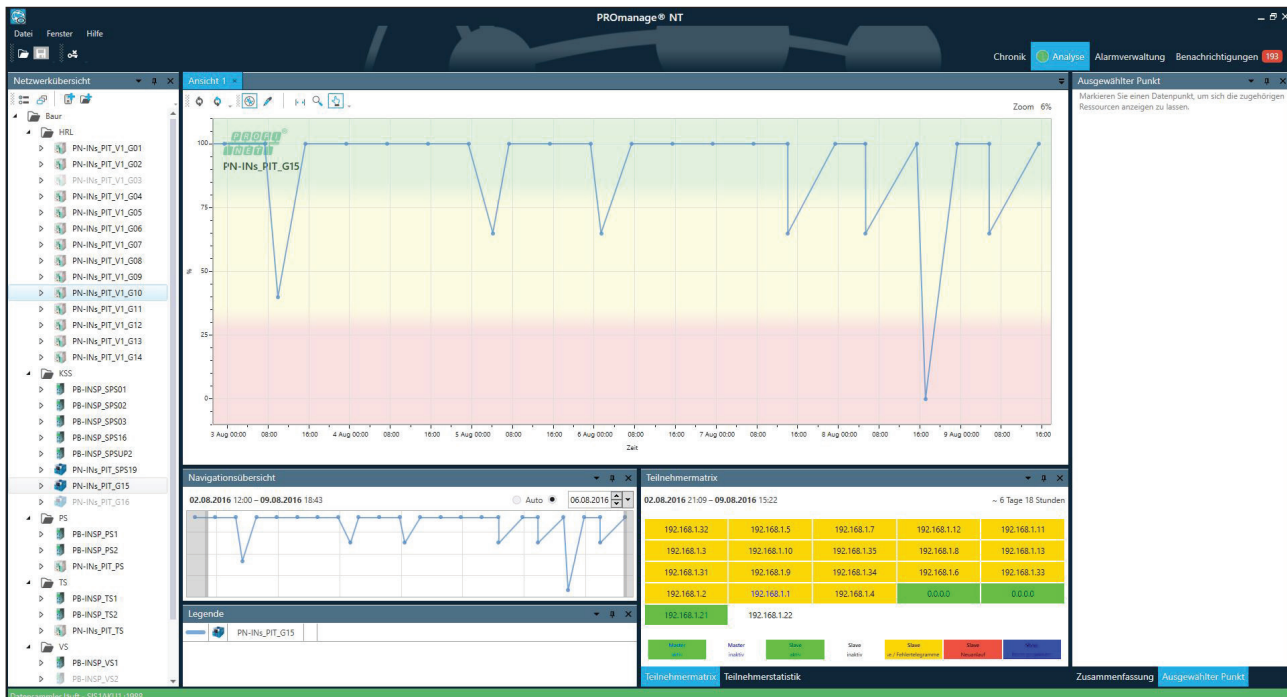 PROmanage® NT
Datei Fenster Hilfe
Chronik Analyse Alarmverwaltung Benachrichtigungen 193
Netzwerkübersicht
Baur
HRL
PN-INs_PIT_V1_G01
PN-INs_PIT_V1_G02
PN-INs_PIT_V1_G03
PN-INs_PIT_V1_G04
PN-INs_PIT_V1_G05
PN-INs_PIT_V1_G06
PN-INs_PIT_V1_G07
PN-INs_PIT_V1_G08
PN-INs_PIT_V1_G09
PN-INs_PIT_V1_G10
PN-INs_PIT_V1_G11
PN-INs_PIT_V1_G12
PN-INs_PIT_V1_G13
PN-INs_PIT_V1_G14
KSS
PB-INSP_SPS01
PB-INSP_SPS02
PB-INSP_SPS03
PB-INSP_SPS16
PB-INSP_SPSUP2
PN-INs_PIT_SPS19
PN-INs_PIT_G15
PN-INs_PIT_G16
PS
PB-INSP_PS1
PB-INSP_PS2
PN-INs_PIT_PS
TS
PB-INSP_TS1
PB-INSP_TS2
PN-INs_PIT_TS
VS
PB-INSP_VS1
PB-INSP_VS2
Ansicht 1
Zoom 6%
PROFI
INETZ
PN-INs_PIT_G15
100
75
%
50
25
0
3 Aug 00:00 08:00 16:00 4 Aug 00:00 08:00 16:00 5 Aug 00:00 08:00 16:00 6 Aug 00:00 08:00 16:00 7 Aug 00:00 08:00 16:00 8 Aug 00:00 08:00 16:00 9 Aug 00:00 08:00 16:00
Zeit
Navigationsübersicht
02.08.2016 12:00 – 09.08.2016 18:43 Auto 06.08.2016
Legende
PN-INs_PIT_G15
Teilnehmermatrix
02.08.2016 21:09 – 09.08.2016 15:22 ~ 6 Tage 18 Stunden
192.168.1.32 192.168.1.5 192.168.1.7 192.168.1.12 192.168.1.11
192.168.1.3 192.168.1.10 192.168.1.35 192.168.1.8 192.168.1.13
192.168.1.31 192.168.1.9 192.168.1.34 192.168.1.6 192.168.1.33
192.168.1.2 192.168.1.1 192.168.1.4 0.0.0.0 0.0.0.0
192.168.1.21 192.168.1.22
Master aktiv
Master inaktiv
Slave aktiv
Slave inaktiv
Slave / Fehlertelegramme
Slave Neuanlauf
Teilnehmermatrix Teilnehmerstatistik
Ausgewählter Punkt
Markieren Sie einen Datenpunkt, um sich die zugehörigen
Ressourcen anzeigen zu lassen.
Zusammenfassung Ausgewählter Punkt